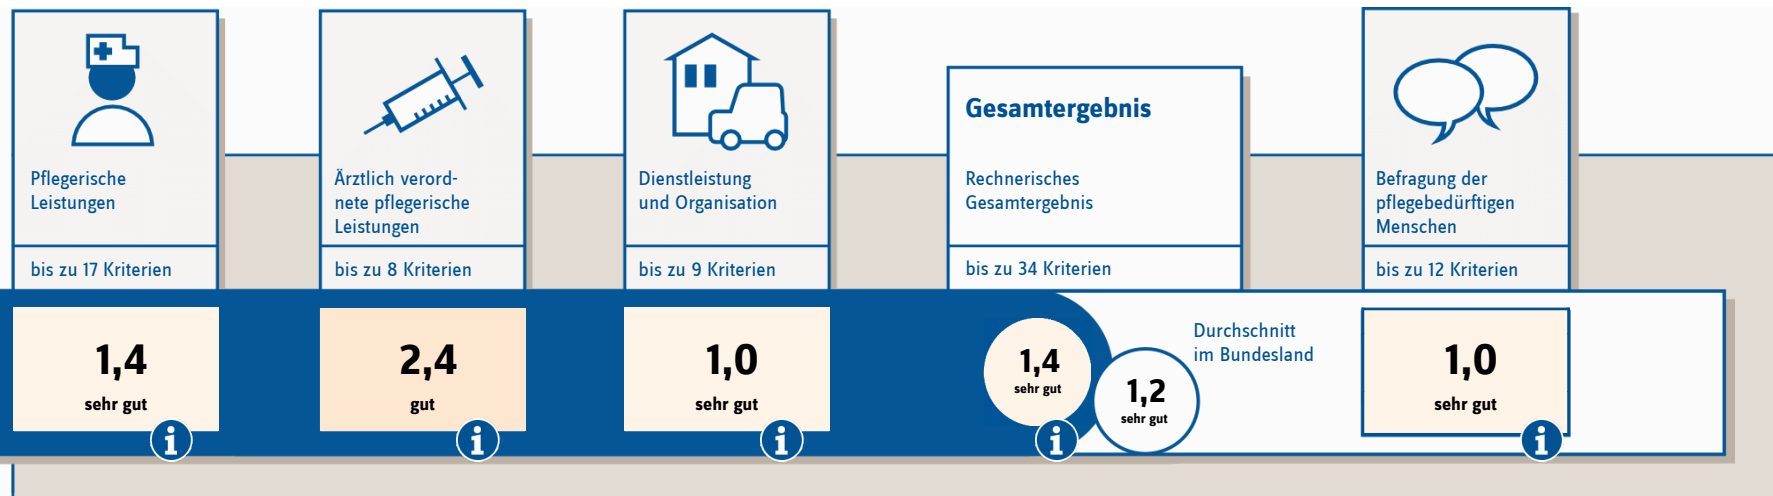 Pflegerische
Leistungen
bis zu 17 Kriterien
1,4
sehr gut
i
Ärztlich verord-
nete pflegerische
Leistungen
bis zu 8 Kriterien
2,4
gut
i
Dienstleistung
und Organisation
bis zu 9 Kriterien
1,0
sehr gut
i
Gesamtergebnis
Rechnerisches
Gesamtergebnis
bis zu 34 Kriterien
1,4
sehr gut
i
1,2
sehr gut
Durchschnitt
im Bundesland
Befragung der
pflegebedürftigen
Menschen
bis zu 12 Kriterien
1,0
sehr gut
i